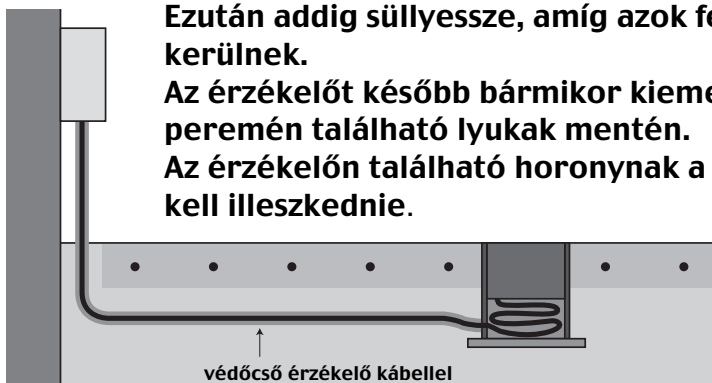 Ezután addig süllyessze, amíg azok fe
kerülnek.
Az érzékelőt később bármikor kieme
peremén található lyukak mentén.
Az érzékelőn található horonynak a
kell illeszkednie.
védőcső érzékelő kábellel